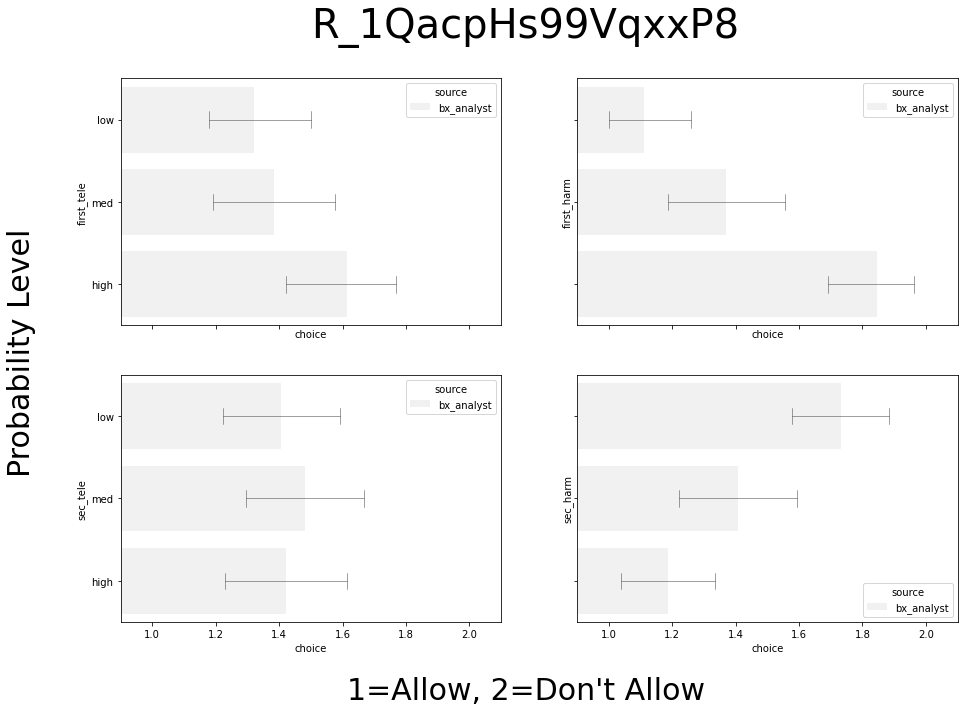 R_1QacpHs99VqxxP8
Probability Level
source
bx_analyst
low
med
high
first_tele
choice
source
bx_analyst
first_harm
choice
source
bx_analyst
low
med
high
sec_tele
1.0 1.2 1.4 1.6 1.8 2.0
choice
source
bx_analyst
sec_harm
1.0 1.2 1.4 1.6 1.8 2.0
choice
1=Allow, 2=Don't Allow